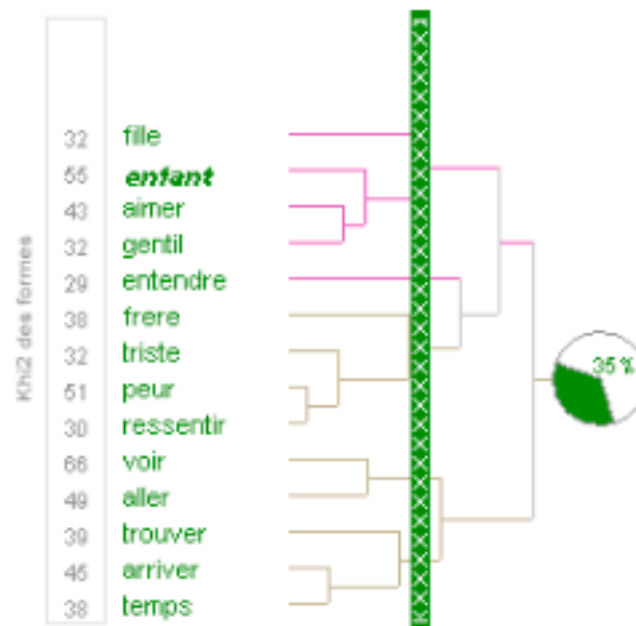 Khi2 des formes
32 fille
55 enfant
43 aimer
32 gentil
29 entendre
38 frere
32 triste
51 peur
30 ressentir
66 voir
49 aller
39 trouver
45 arriver
38 temps
35 %